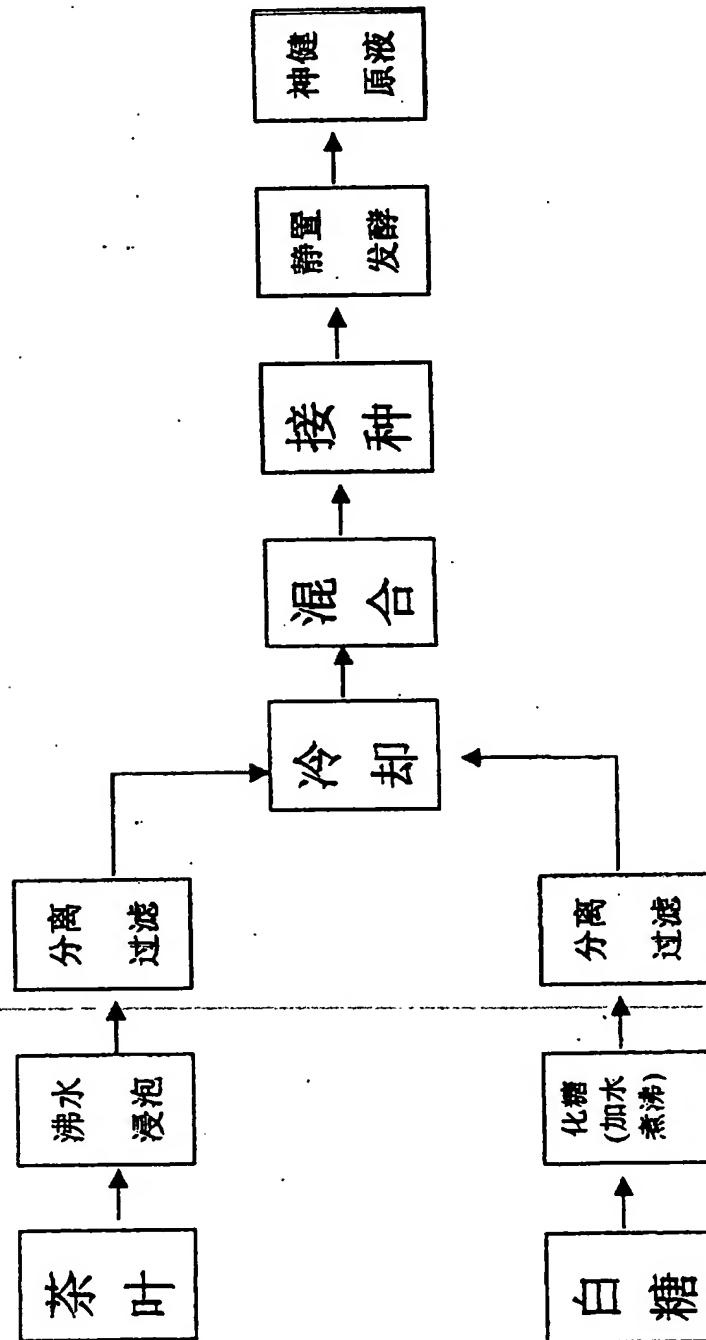 茶
叶
沸水
浸泡
分离
过滤
白
糖
化糖
(加水
煮沸)
分离
过滤
冷
却
混
合
接
种
静置
发酵
神健
原液